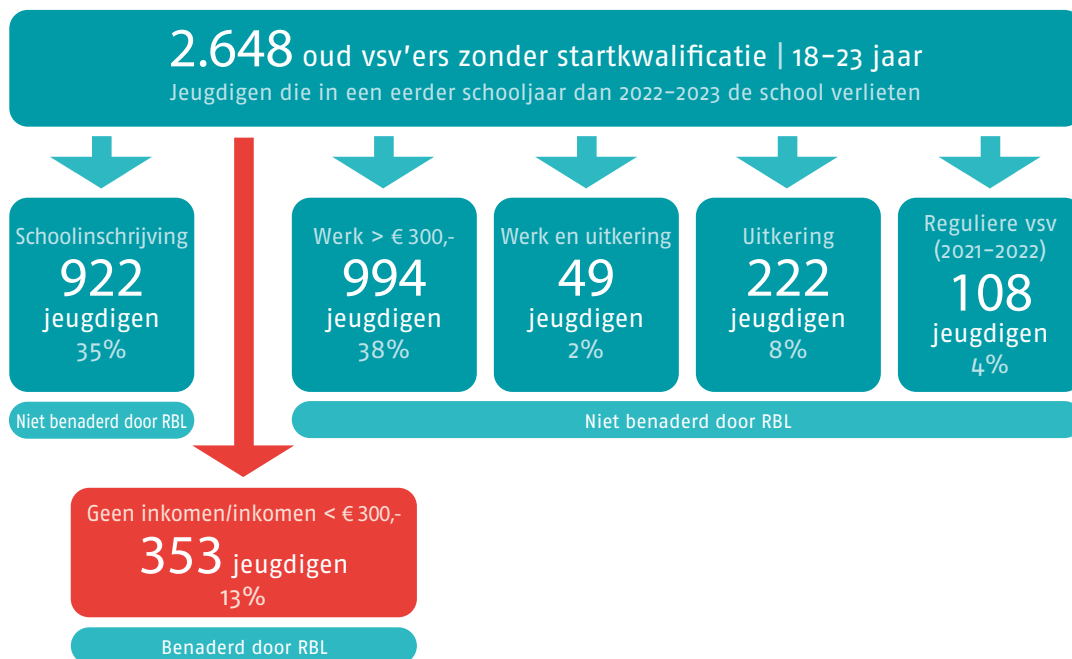 2.648 oud vsv'ers zonder startkwalificatie | 18-23 jaar
Jeugdigen die in een eerder schooljaar dan 2022-2023 de school verlieten
Schoolinschrijving
922
jeugdigen
35%
Niet benaderd door RBL
Werk > € 300,-
994
jeugdigen
38%
Werk en uitkering
49
jeugdigen
2%
Uitkering
222
jeugdigen
8%
Reguliere vsv
(2021-2022)
108
jeugdigen
4%
Niet benaderd door RBL
Geen inkomen/inkomen < € 300,-
353 jeugdigen
13%
Benaderd door RBL